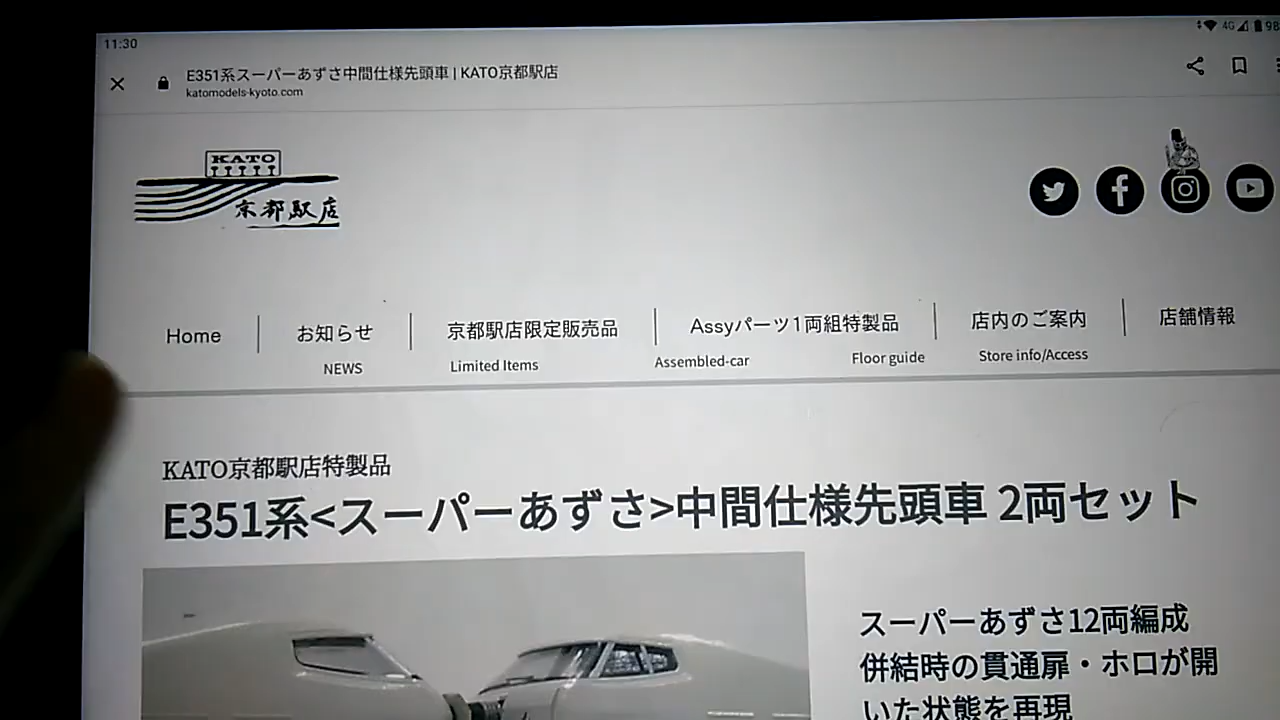 11:30
4G
98
E351系スーパーあずさ中間仕様先頭車 | KATO京都駅店
katomodels-kyoto.com
KATO
京都駅店
Home
お知らせ
京都駅店限定販売品
Assyパーツ1両組特製品
店内のご案内
店舗情報
NEWS
Limited Items
Assembled-car
Floor guide
Store info/Access
KATO京都駅店特製品
E351系<スーパーあずさ>中間仕様先頭車 2両セット
スーパーあずさ12両編成
併結時の貫通扉・ホロが開
いた状態を再現